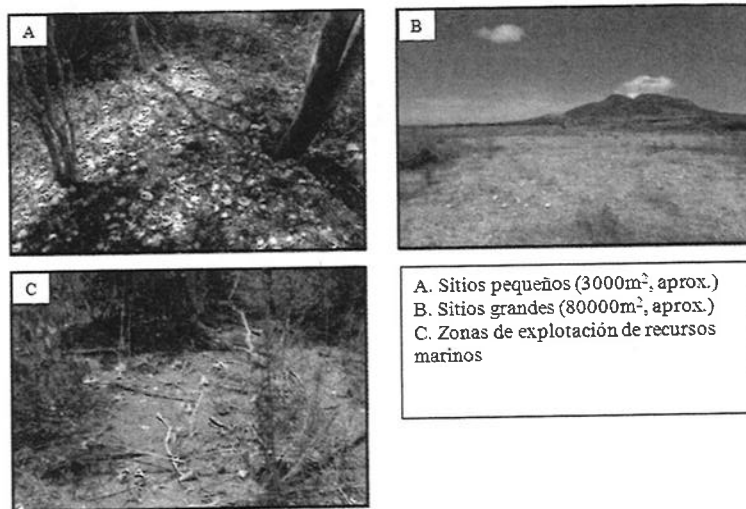 A
B
C
A. Sitios pequeños (3000m², aprox.)
B. Sitios grandes (80000m², aprox.)
C. Zonas de explotación de recursos
marinos